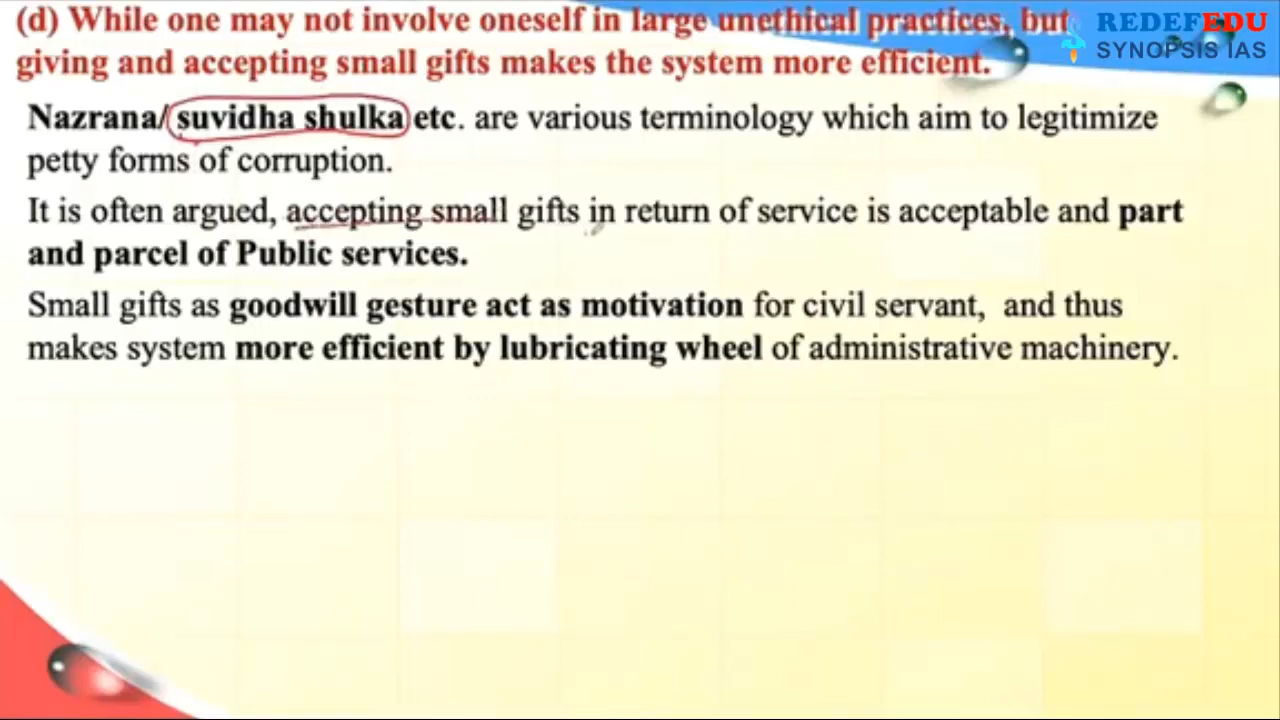 (d) While one may not involve oneself in large unethical practices, but
giving and accepting small gifts makes the system more efficient.
REDEFEDU
SYNOPSIS IAS
Nazrana/ suvidha shulka etc. are various terminology which aim to legitimize
petty forms of corruption.
It is often argued, accepting small gifts in return of service is acceptable and part
and parcel of Public services.
Small gifts as goodwill gesture act as motivation for civil servant, and thus
makes system more efficient by lubricating wheel of administrative machinery.